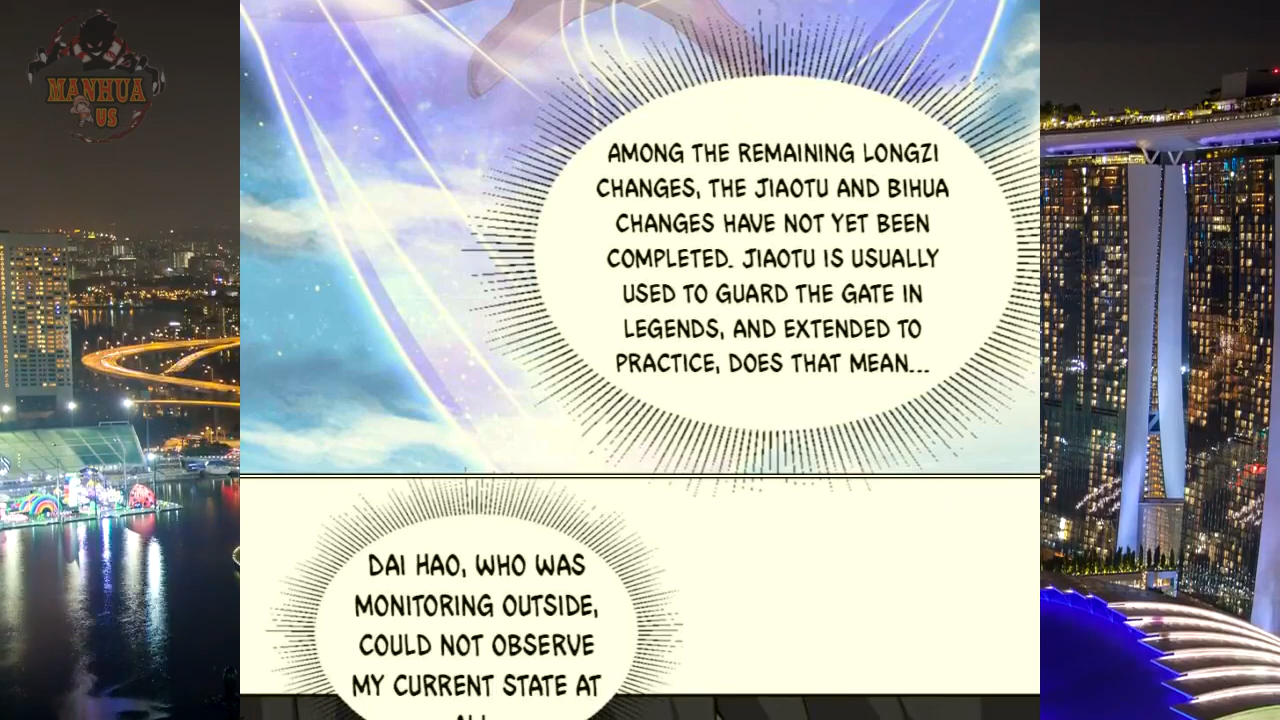 MANHUA
US
AMONG THE REMAINING LONGZI
CHANGES, THE JIAOTU AND BIHUA
CHANGES HAVE NOT YET BEEN
COMPLETED. JIAOTU IS USUALLY
USED TO GUARD THE GATE IN
LEGENDS, AND EXTENDED TO
PRACTICE, DOES THAT MEAN...
DAI HAO, WHO WAS
MONITORING OUTSIDE,
COULD NOT OBSERVE
MY CURRENT STATE AT